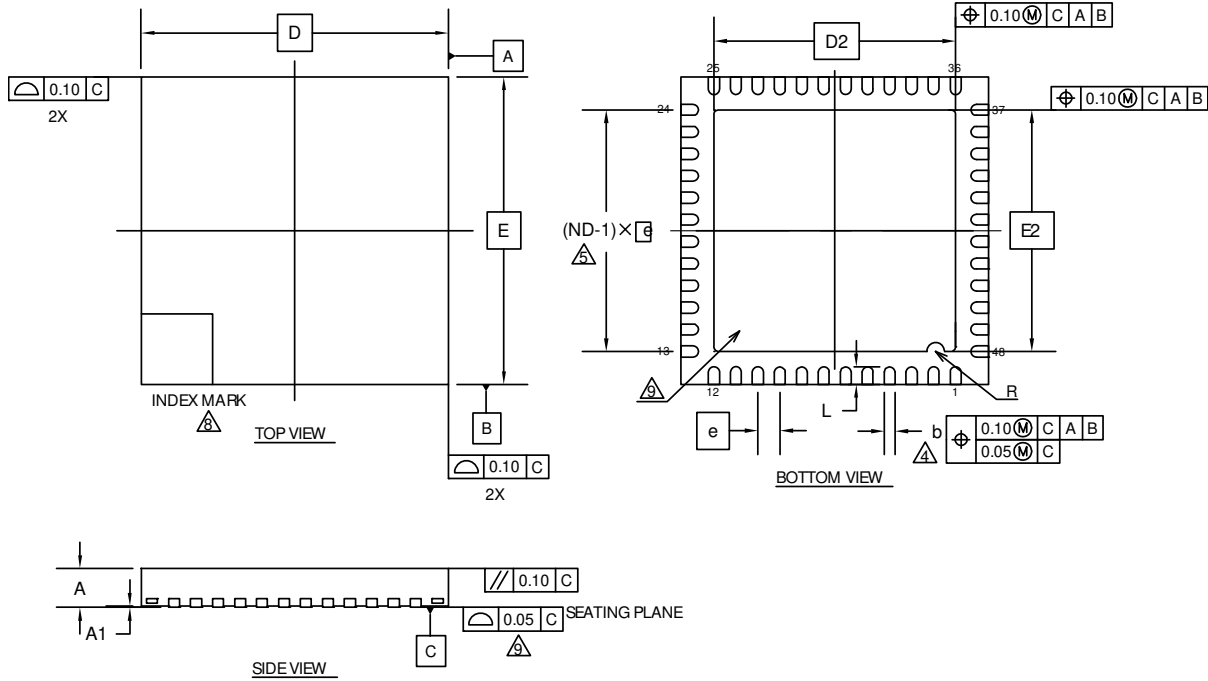 D
A
⌓ 0.10 C
2X
E
INDEX MARK
8
TOP VIEW
B
⌓ 0.10 C
2X
⌖ 0.10 Ⓜ C A B
D2
25
36
⌖ 0.10 Ⓜ C A B
24
37
(ND-1)× e
5
E2
13
48
9
12
1
L
R
e
b
4
⌖ 0.10 Ⓜ C A B
0.05 Ⓜ C
BOTTOM VIEW
A
// 0.10 C
A1
⌓ 0.05 C SEATING PLANE
9
C
SIDE VIEW